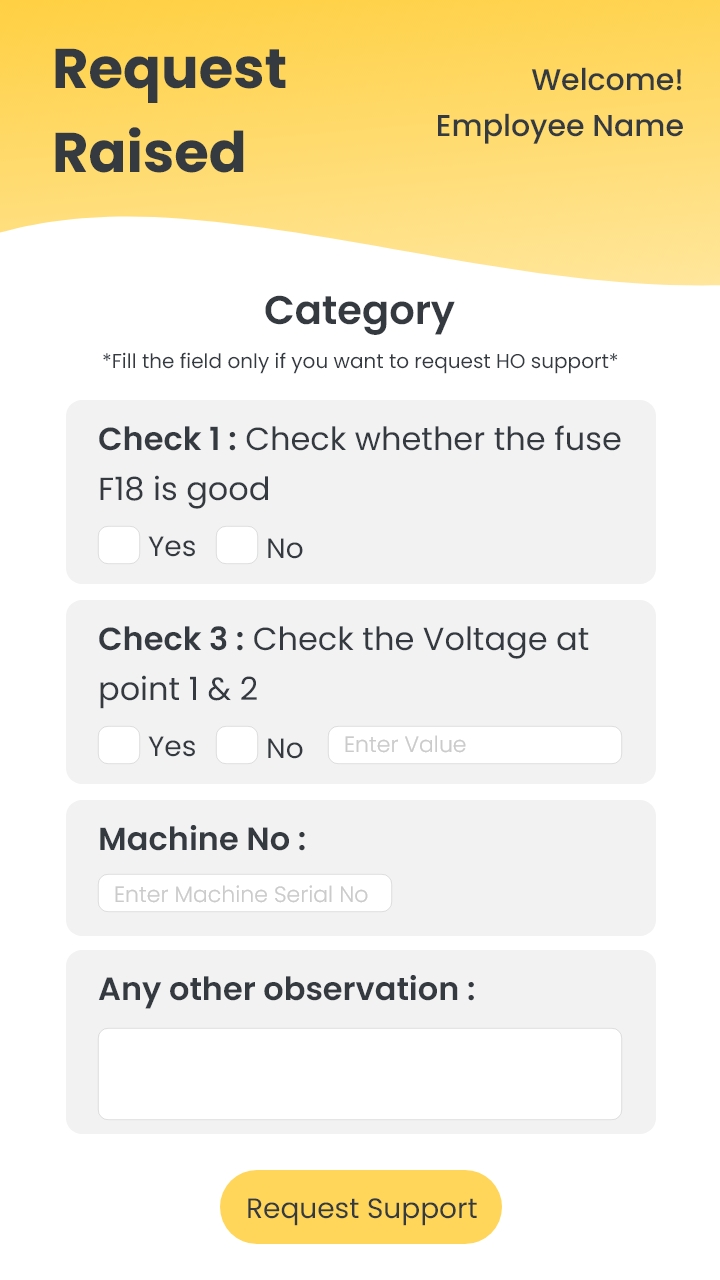 Request
Raised
Welcome!
Employee Name
Category
*Fill the field only if you want to request HO support*
Check 1 : Check whether the fuse
F18 is good
Yes No
Check 3 : Check the Voltage at
point 1 & 2
Yes No Enter Value
Machine No :
Enter Machine Serial No
Any other observation :
Request Support